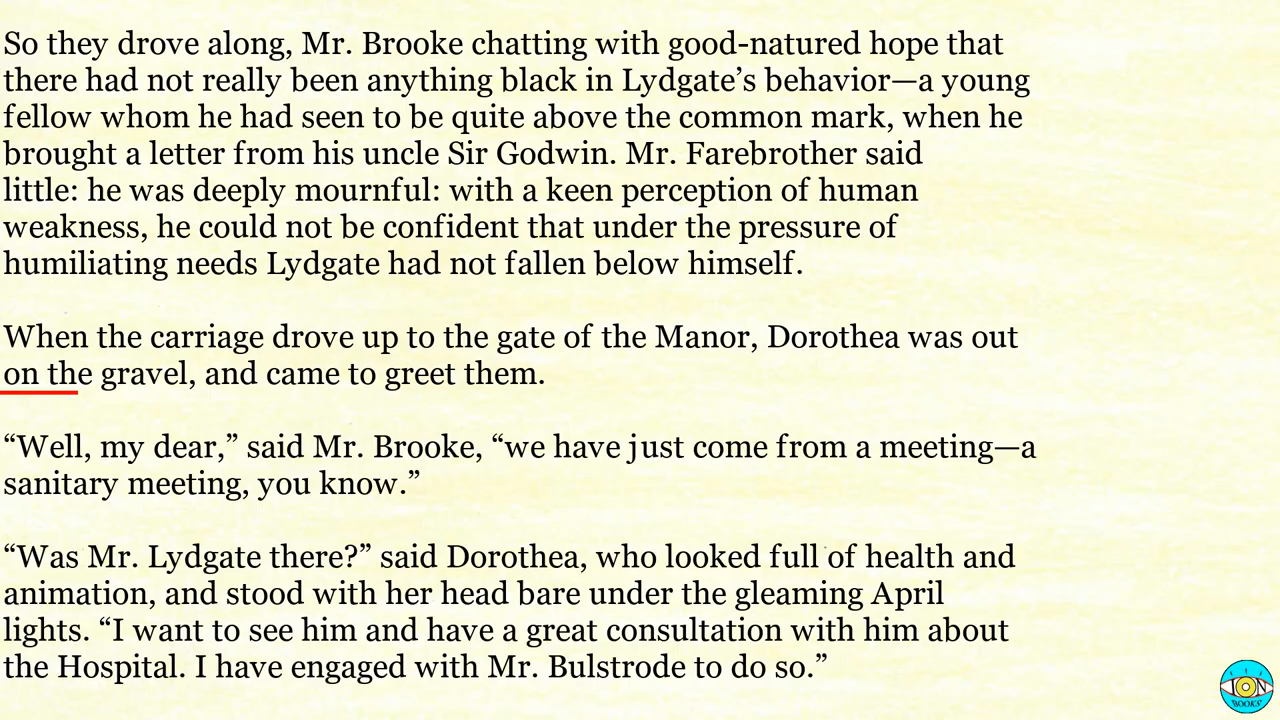 So they drove along, Mr. Brooke chatting with good-natured hope that
there had not really been anything black in Lydgate’s behavior—a young
fellow whom he had seen to be quite above the common mark, when he
brought a letter from his uncle Sir Godwin. Mr. Farebrother said
little: he was deeply mournful: with a keen perception of human
weakness, he could not be confident that under the pressure of
humiliating needs Lydgate had not fallen below himself.
When the carriage drove up to the gate of the Manor, Dorothea was out
on the gravel, and came to greet them.
“Well, my dear,” said Mr. Brooke, “we have just come from a meeting—a
sanitary meeting, you know.”
“Was Mr. Lydgate there?” said Dorothea, who looked full of health and
animation, and stood with her head bare under the gleaming April
lights. “I want to see him and have a great consultation with him about
the Hospital. I have engaged with Mr. Bulstrode to do so.”
ION
BOOKS